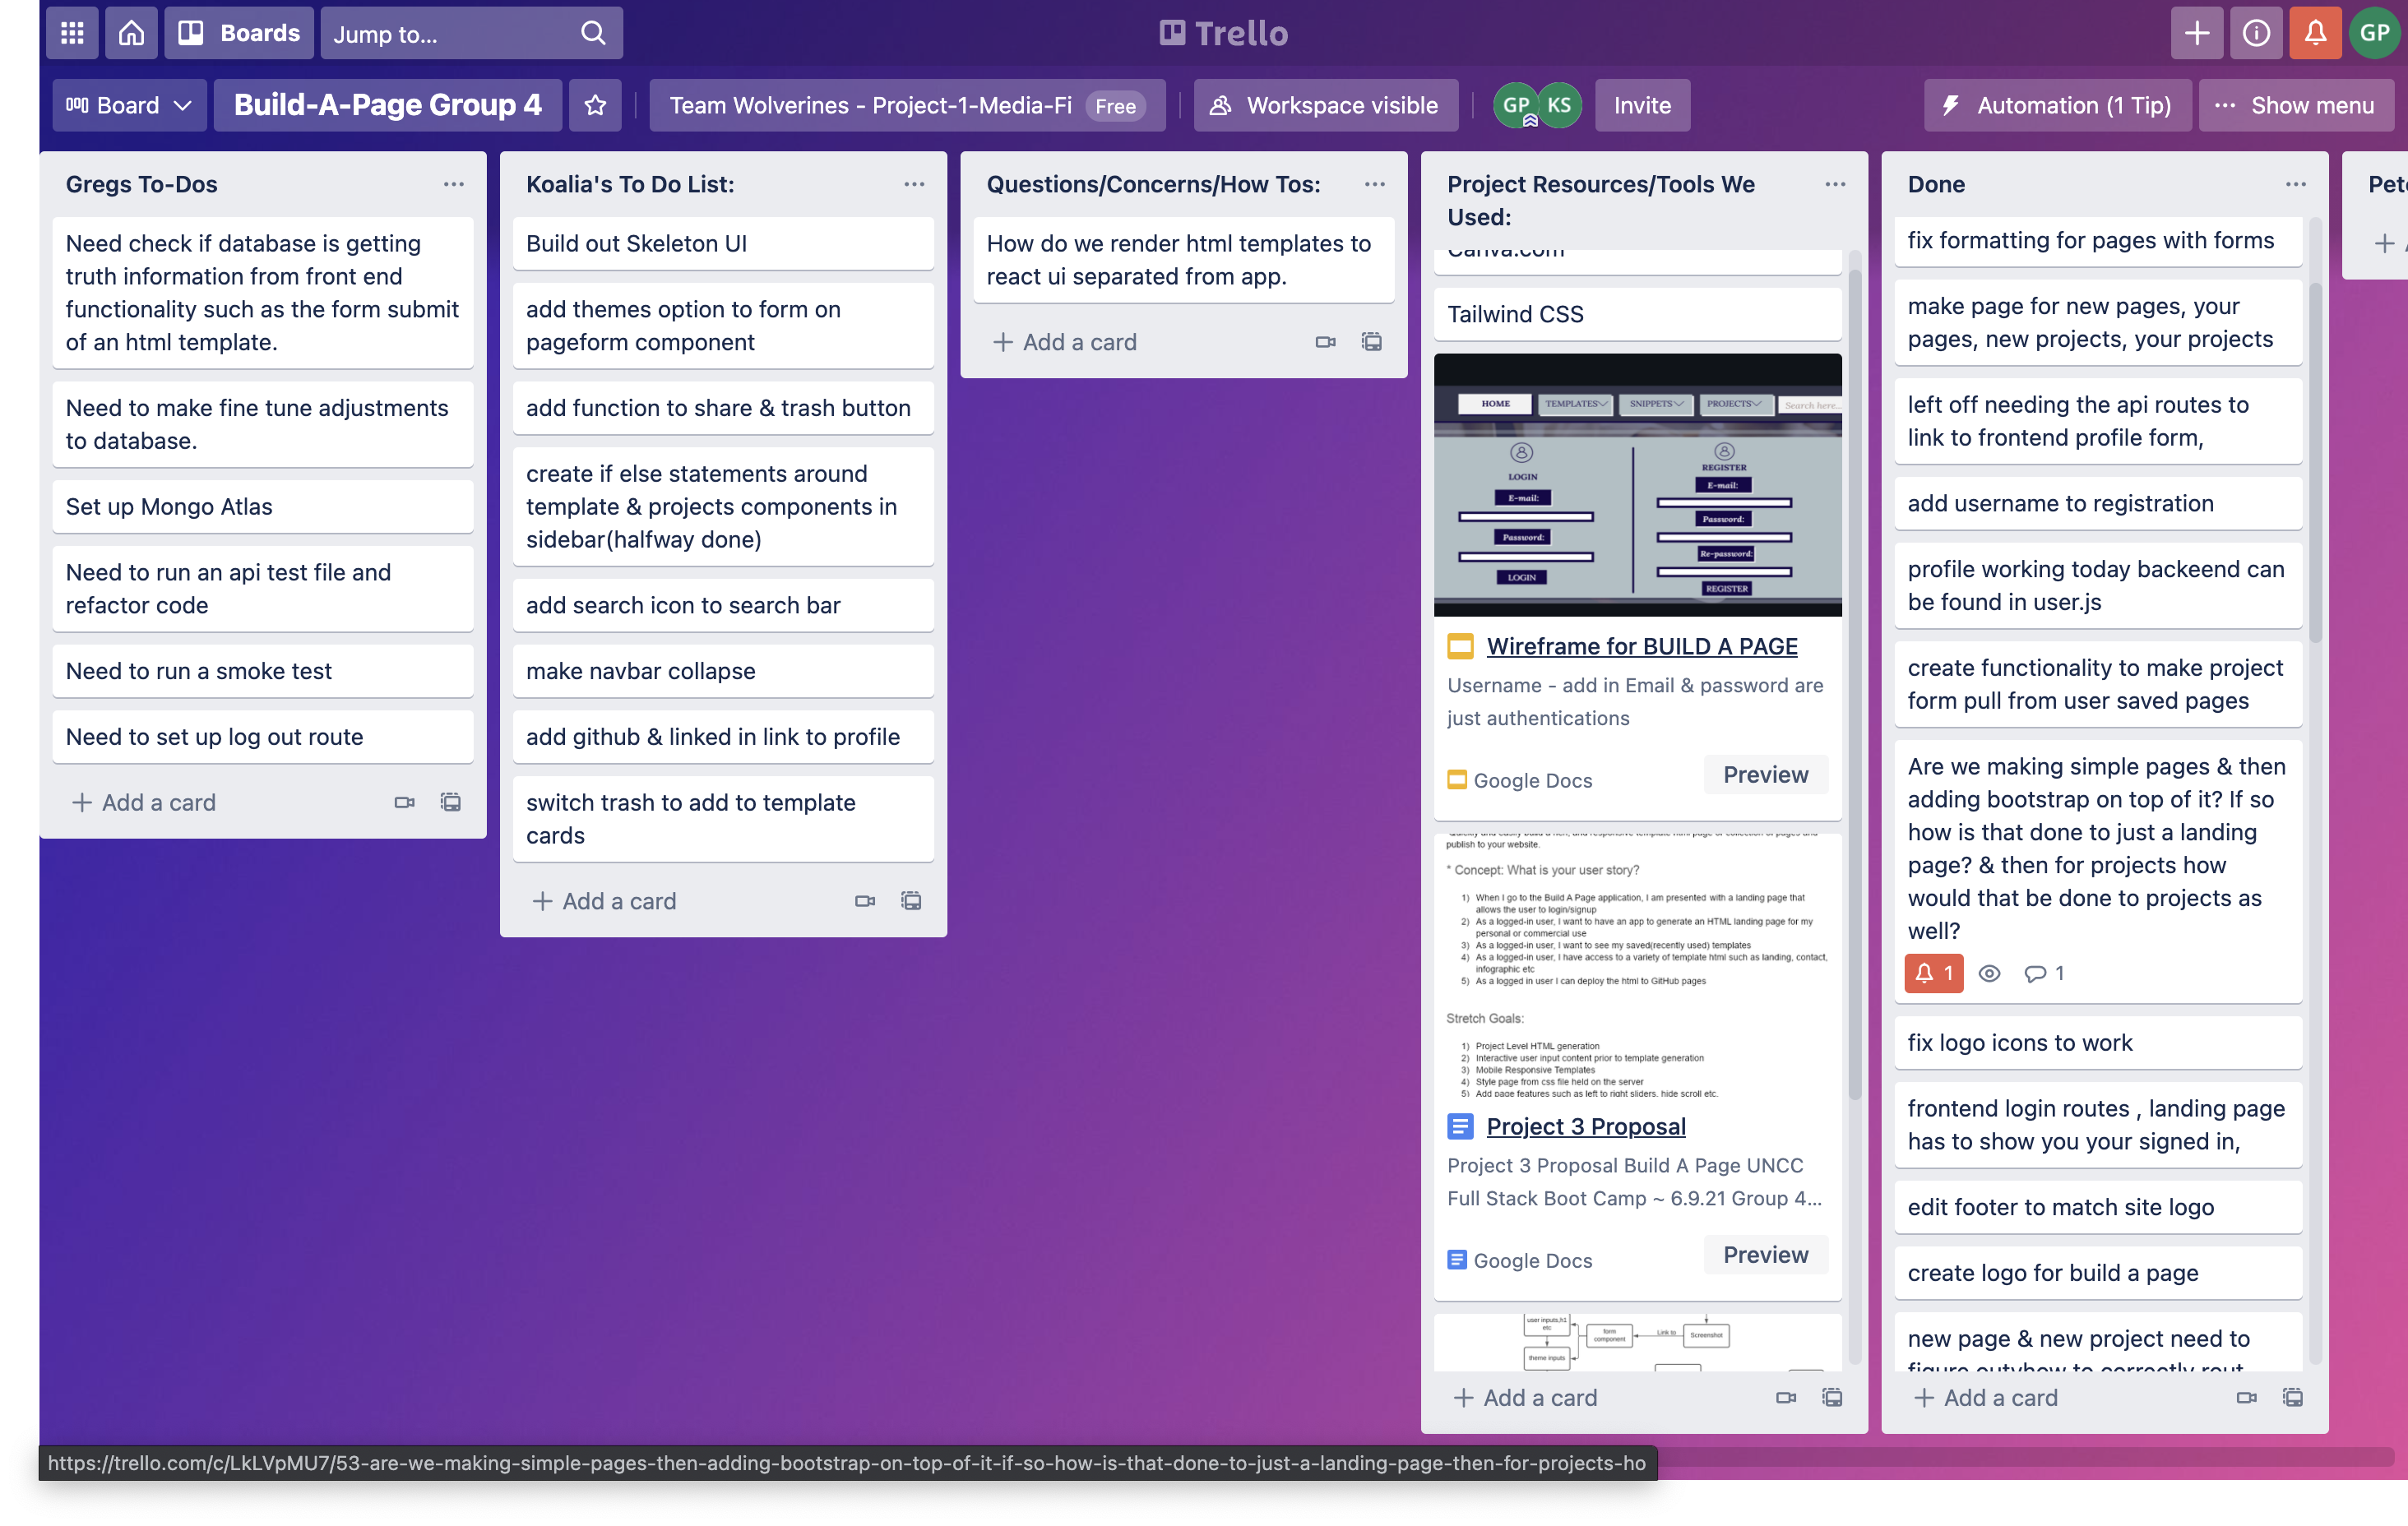 Boards
Jump to...
Trello
GP
Board
Build-A-Page Group 4
Team Wolverines - Project-1-Media-Fi Free
Workspace visible
GP KS
Invite
Automation (1 Tip)
Show menu
Gregs To-Dos
Need check if database is getting
truth information from front end
functionality such as the form submit
of an html template.
Need to make fine tune adjustments
to database.
Set up Mongo Atlas
Need to run an api test file and
refactor code
Need to run a smoke test
Need to set up log out route
Add a card
Koalia's To Do List:
Build out Skeleton UI
add themes option to form on
pageform component
add function to share & trash button
create if else statements around
template & projects components in
sidebar(halfway done)
add search icon to search bar
make navbar collapse
add github & linked in link to profile
switch trash to add to template
cards
Add a card
Questions/Concerns/How Tos:
How do we render html templates to
react ui separated from app.
Add a card
Project Resources/Tools We
Used:
Canva.com
Tailwind CSS
HOME TEMPLATES SNIPPETS PROJECTS Search here...
LOGIN
E-mail:
Password:
LOGIN
REGISTER
E-mail:
Password:
Re-password:
REGISTER
Wireframe for BUILD A PAGE
Username - add in Email & password are
just authentications
Google Docs
Preview
publish to your website.
* Concept: What is your user story?
1) When I go to the Build A Page application, I am presented with a landing page that
allows the user to login/signup
2) As a logged-in user, I want to have an app to generate an HTML landing page for my
personal or commercial use
3) As a logged-in user, I want to see my saved(recently used) templates
4) As a logged-in user, I have access to a variety of template html such as landing, contact,
infographic etc
5) As a logged in user I can deploy the html to GitHub pages
Stretch Goals:
1) Project Level HTML generation
2) Interactive user input content prior to template generation
3) Mobile Responsive Templates
4) Style page from css file held on the server
5) Add page features such as left to right sliders, hide scroll etc.
Project 3 Proposal
Project 3 Proposal Build A Page UNCC
Full Stack Boot Camp ~ 6.9.21 Group 4...
Google Docs
Preview
user inputs,h1
etc
form
component
Link to
Screenshot
theme inputs
Add a card
Done
fix formatting for pages with forms
make page for new pages, your
pages, new projects, your projects
left off needing the api routes to
link to frontend profile form,
add username to registration
profile working today backeend can
be found in user.js
create functionality to make project
form pull from user saved pages
Are we making simple pages & then
adding bootstrap on top of it? If so
how is that done to just a landing
page? & then for projects how
would that be done to projects as
well?
1 1
fix logo icons to work
frontend login routes , landing page
has to show you your signed in,
edit footer to match site logo
create logo for build a page
new page & new project need to
Add a card
https://trello.com/c/LkLVpMU7/53-are-we-making-simple-pages-then-adding-bootstrap-on-top-of-it-if-so-how-is-that-done-to-just-a-landing-page-then-for-projects-ho